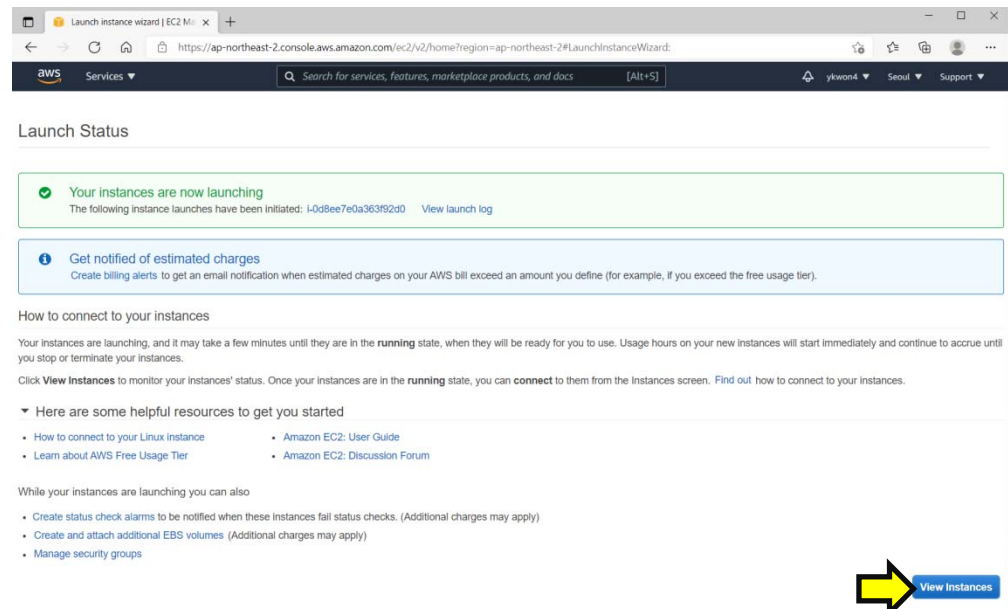 Launch instance wizard | EC2 Ma
https://ap-northeast-2.console.aws.amazon.com/ec2/v2/home?region=ap-northeast-2#LaunchInstanceWizard:
aws Services ▼ Search for services, features, marketplace products, and docs [Alt+S] ykwon4 ▼ Seoul ▼ Support ▼
Launch Status
Your instances are now launching
The following instance launches have been initiated: i-0d8ee7e0a363f92d0 View launch log
Get notified of estimated charges
Create billing alerts to get an email notification when estimated charges on your AWS bill exceed an amount you define (for example, if you exceed the free usage tier).
How to connect to your instances
Your instances are launching, and it may take a few minutes until they are in the running state, when they will be ready for you to use. Usage hours on your new instances will start immediately and continue to accrue until
you stop or terminate your instances.
Click View Instances to monitor your instances' status. Once your instances are in the running state, you can connect to them from the Instances screen. Find out how to connect to your instances.
▼ Here are some helpful resources to get you started
• How to connect to your Linux instance • Amazon EC2: User Guide
• Learn about AWS Free Usage Tier • Amazon EC2: Discussion Forum
While your instances are launching you can also
• Create status check alarms to be notified when these instances fail status checks. (Additional charges may apply)
• Create and attach additional EBS volumes (Additional charges may apply)
• Manage security groups
View Instances